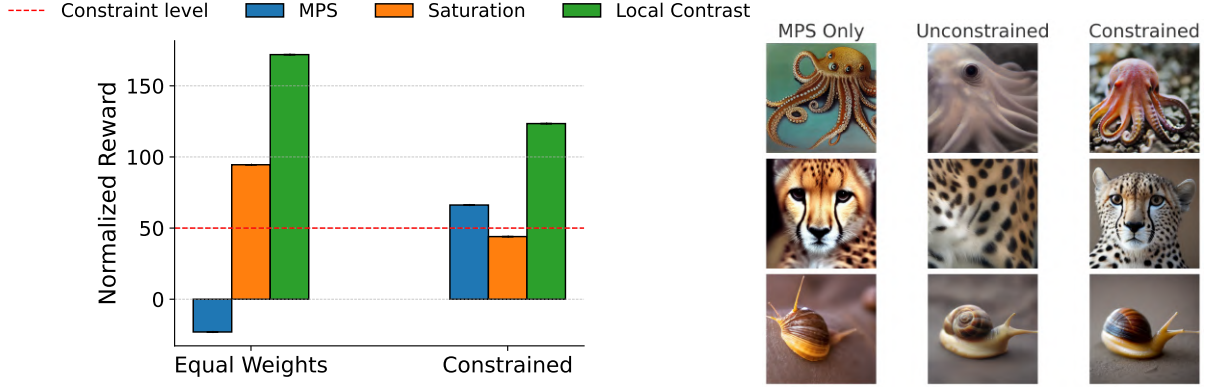 Constraint level MPS Saturation Local Contrast
Normalized Reward
150
100
50
0
Equal Weights Constrained
MPS Only Unconstrained Constrained